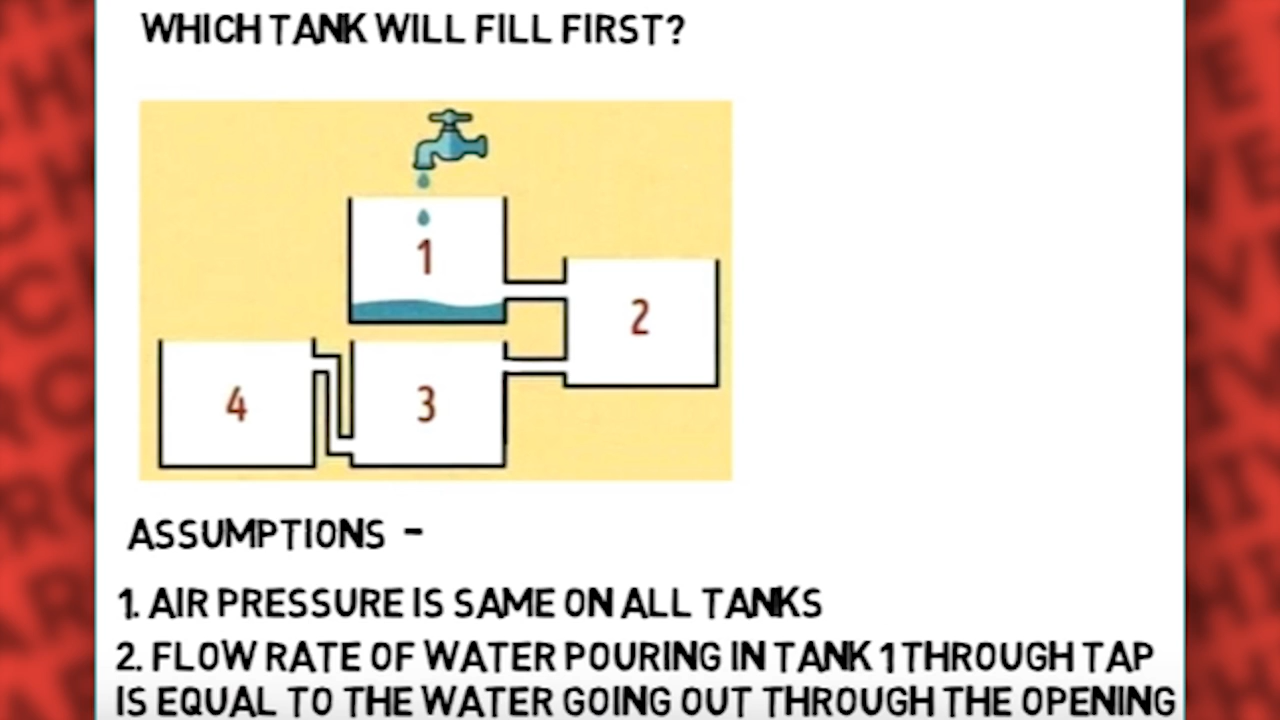 WHICH TANK WILL FILL FIRST?
1
2
4
3
ASSUMPTIONS -
1. AIR PRESSURE IS SAME ON ALL TANKS
2. FLOW RATE OF WATER POURING IN TANK 1 THROUGH TAP
IS EQUAL TO THE WATER GOING OUT THROUGH THE OPENING